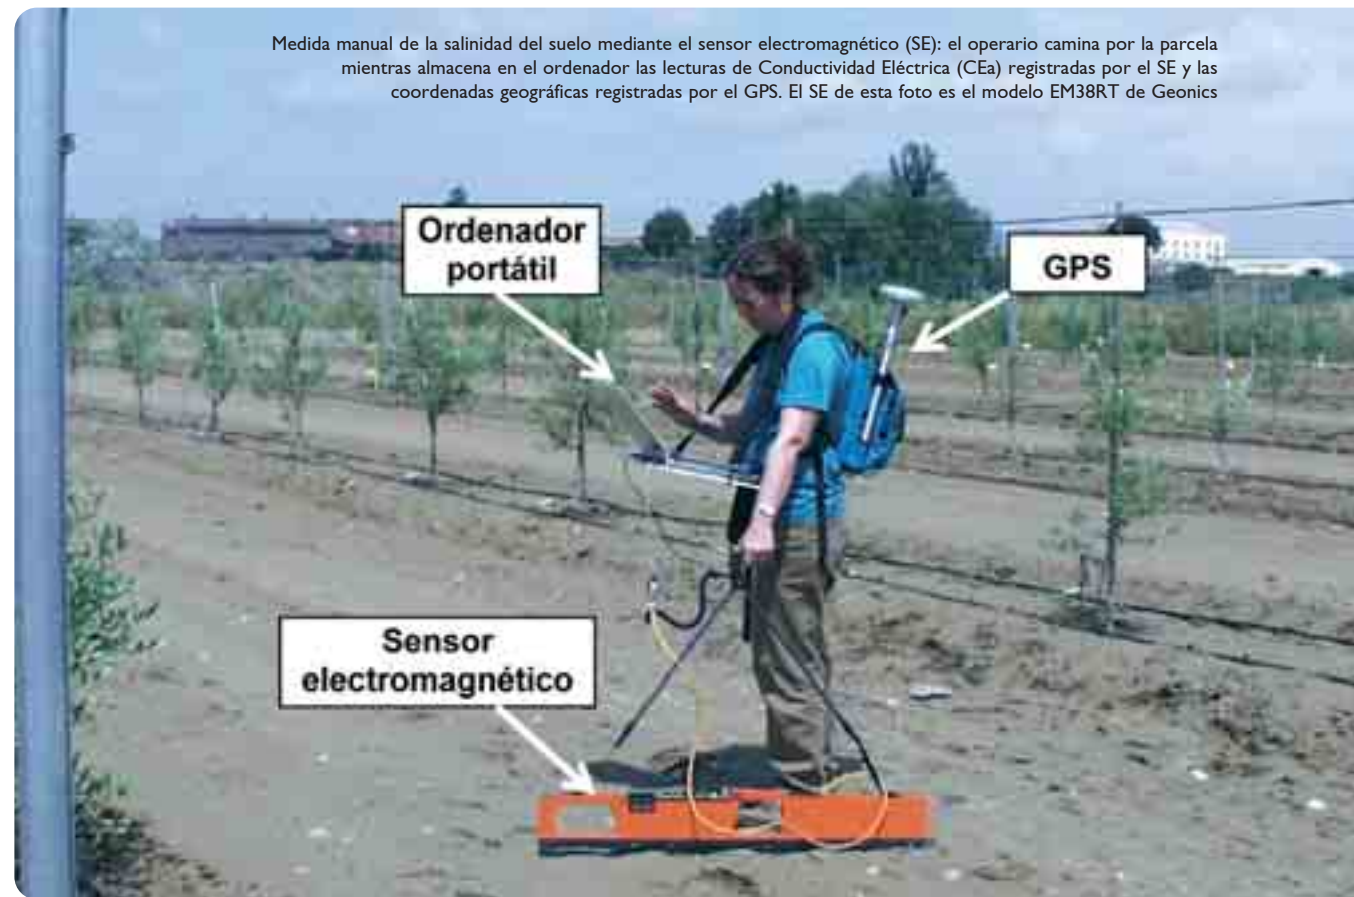 Medida manual de la salinidad del suelo mediante el sensor electromagnético (SE): el operario camina por la parcela
mientras almacena en el ordenador las lecturas de Conductividad Eléctrica (CEa) registradas por el SE y las
coordenadas geográficas registradas por el GPS. El SE de esta foto es el modelo EM38RT de Geonics
Ordenador
portátil
GPS
Sensor
electromagnético